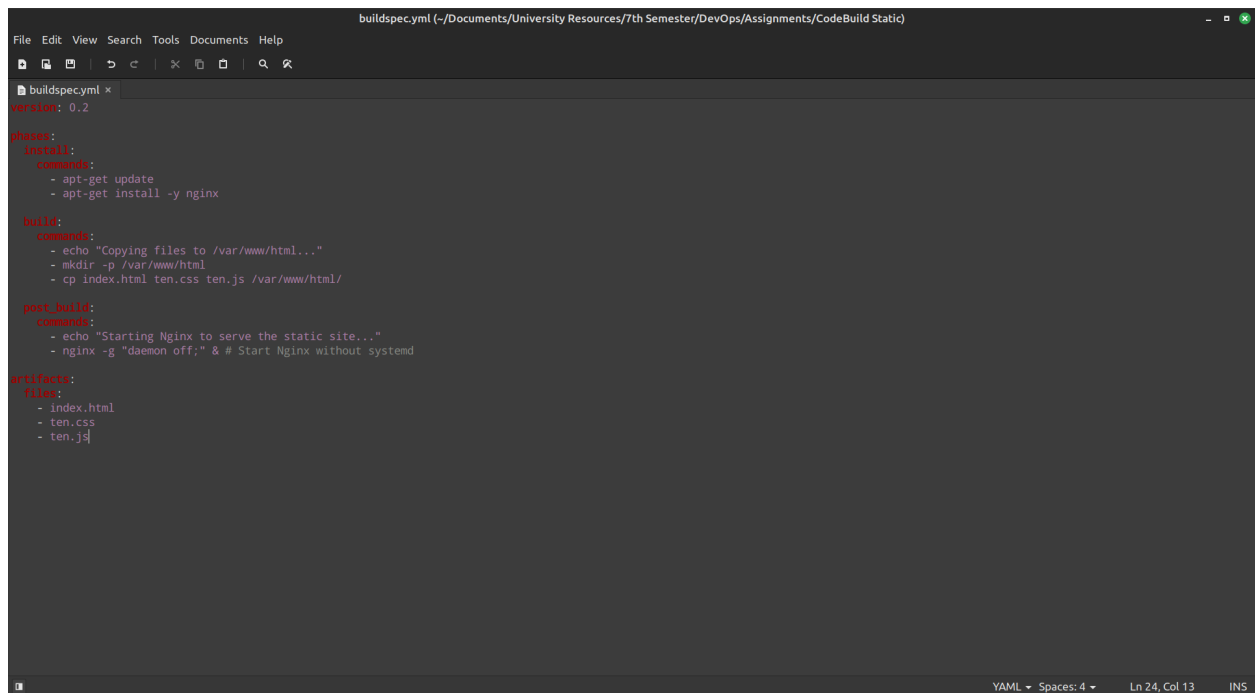 buildspec.yml (~/Documents/University Resources/7th Semester/DevOps/Assignments/CodeBuild Static)
File Edit View Search Tools Documents Help
buildspec.yml ×
version: 0.2
phases:
  install:
    commands:
      - apt-get update
      - apt-get install -y nginx
  build:
    commands:
      - echo "Copying files to /var/www/html..."
      - mkdir -p /var/www/html
      - cp index.html ten.css ten.js /var/www/html/
  post_build:
    commands:
      - echo "Starting Nginx to serve the static site..."
      - nginx -g "daemon off;" & # Start Nginx without systemd
artifacts:
  files:
    - index.html
    - ten.css
    - ten.js
YAML Spaces: 4 Ln 24, Col 13 INS